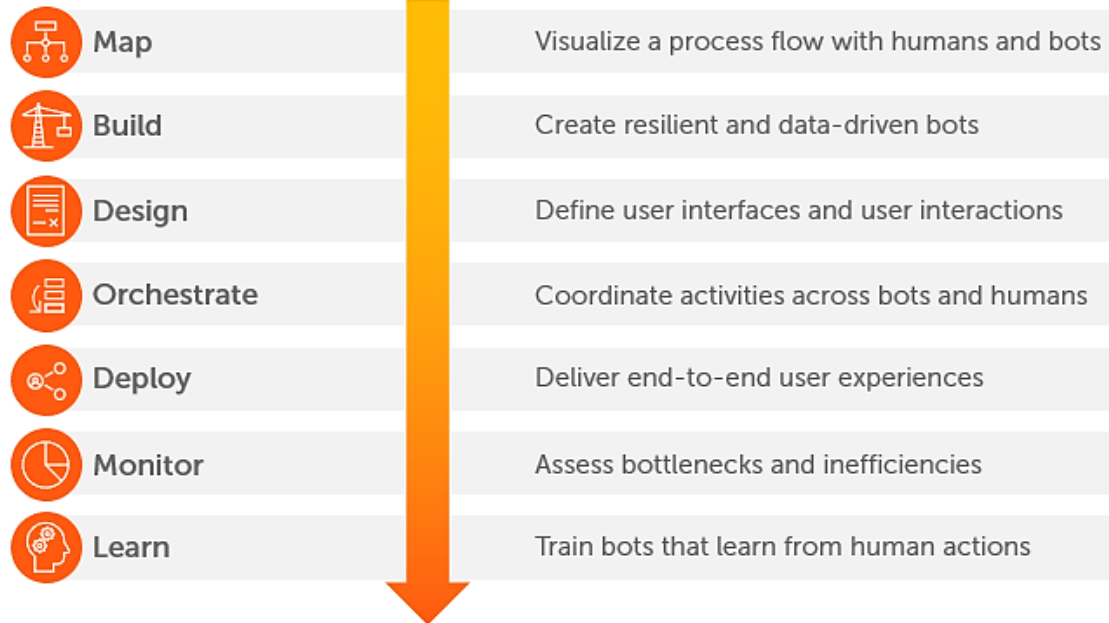 Map
Visualize a process flow with humans and bots
Build
Create resilient and data-driven bots
Design
Define user interfaces and user interactions
Orchestrate
Coordinate activities across bots and humans
Deploy
Deliver end-to-end user experiences
Monitor
Assess bottlenecks and inefficiencies
Learn
Train bots that learn from human actions